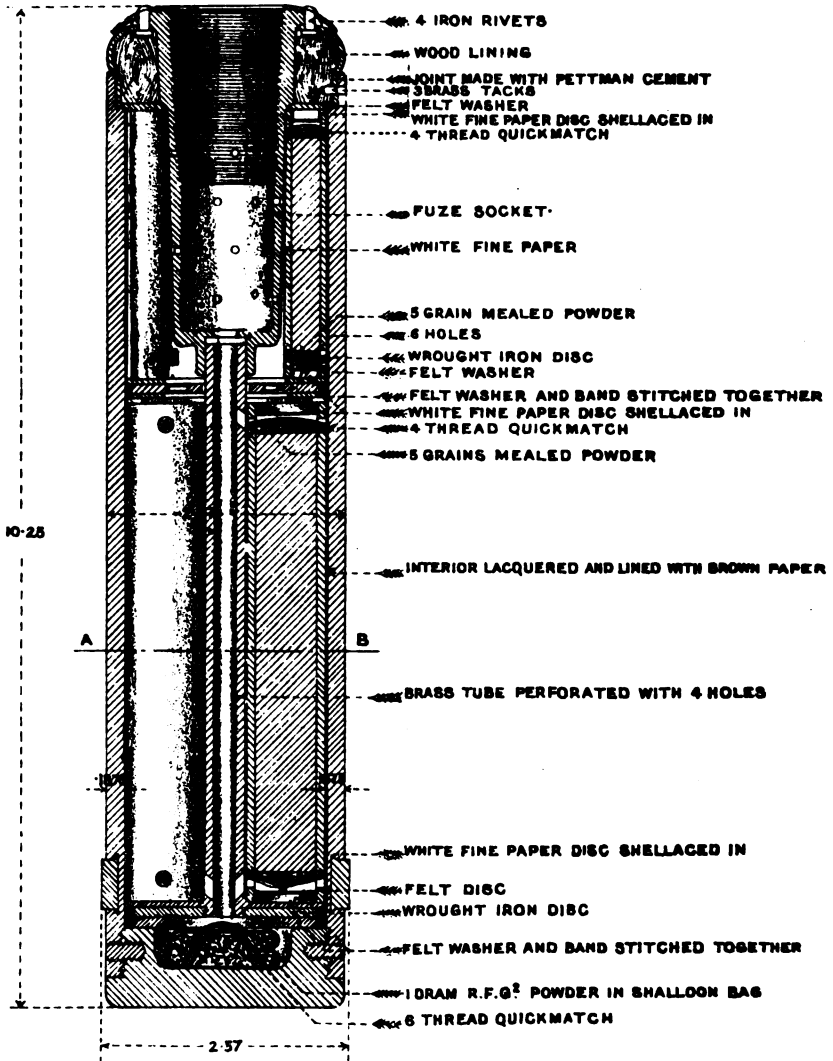 4 IRON RIVETS
WOOD LINING
JOINT MADE WITH PETTMAN CEMENT
3 BRASS TACKS
FELT WASHER
WHITE FINE PAPER DISC SHELLACED IN
4 THREAD QUICKMATCH
FUZE SOCKET.
WHITE FINE PAPER
5 GRAIN MEALED POWDER
6 HOLES
WROUGHT IRON DISC
FELT WASHER
FELT WASHER AND BAND STITCHED TOGETHER
WHITE FINE PAPER DISC SHELLACED IN
4 THREAD QUICKMATCH
5 GRAINS MEALED POWDER
10.25
INTERIOR LACQUERED AND LINED WITH BROWN PAPER
A B
BRASS TUBE PERFORATED WITH 4 HOLES
WHITE FINE PAPER DISC SHELLACED IN
FELT DISC
WROUGHT IRON DISC
FELT WASHER AND BAND STITCHED TOGETHER
1 DRAM R.F.G.² POWDER IN SHALLOON BAG
6 THREAD QUICKMATCH
2.57